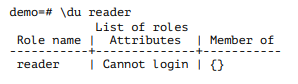 demo=# \du reader
List of roles
Role name | Attributes | Member of
-----------+--------------+-----------
reader | Cannot login | {}